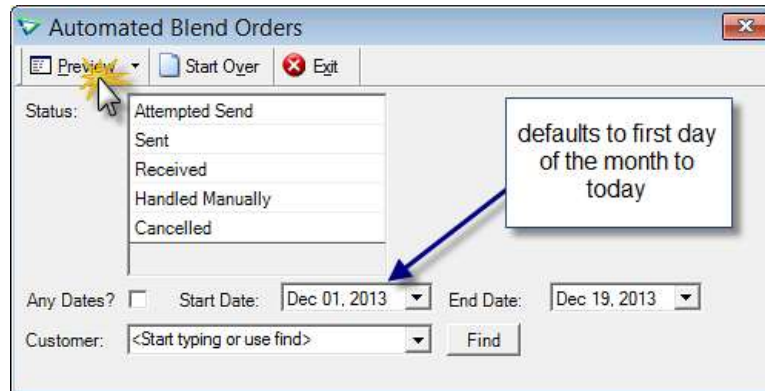 Automated Blend Orders
Preview Start Over Exit
Status:
Attempted Send
Sent
Received
Handled Manually
Cancelled
defaults to first day
of the month to
today
Any Dates? Start Date: Dec 01, 2013 End Date: Dec 19, 2013
Customer: <Start typing or use find> Find